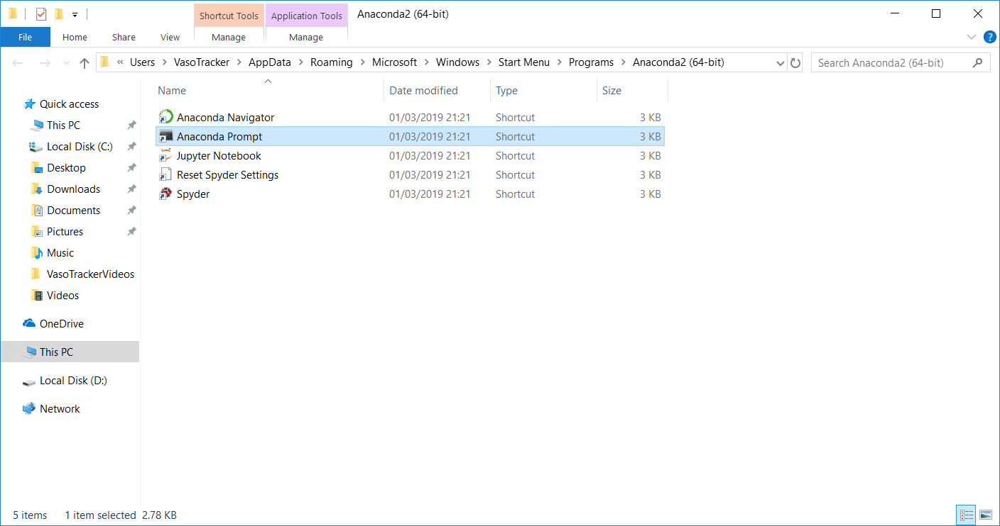 Shortcut Tools Application Tools Anaconda2 (64-bit)
File Home Share View Manage Manage
« Users > VasoTracker > AppData > Roaming > Microsoft > Windows > Start Menu > Programs > Anaconda2 (64-bit) Search Anaconda2 (64-bit)
Name Date modified Type Size
Quick access
This PC
Local Disk (C:)
Desktop
Downloads
Documents
Pictures
Music
VasoTrackerVideos
Videos
OneDrive
This PC
Local Disk (D:)
Network
Anaconda Navigator 01/03/2019 21:21 Shortcut 3 KB
Anaconda Prompt 01/03/2019 21:21 Shortcut 3 KB
Jupyter Notebook 01/03/2019 21:21 Shortcut 3 KB
Reset Spyder Settings 01/03/2019 21:21 Shortcut 3 KB
Spyder 01/03/2019 21:21 Shortcut 3 KB
5 items 1 item selected 2.78 KB